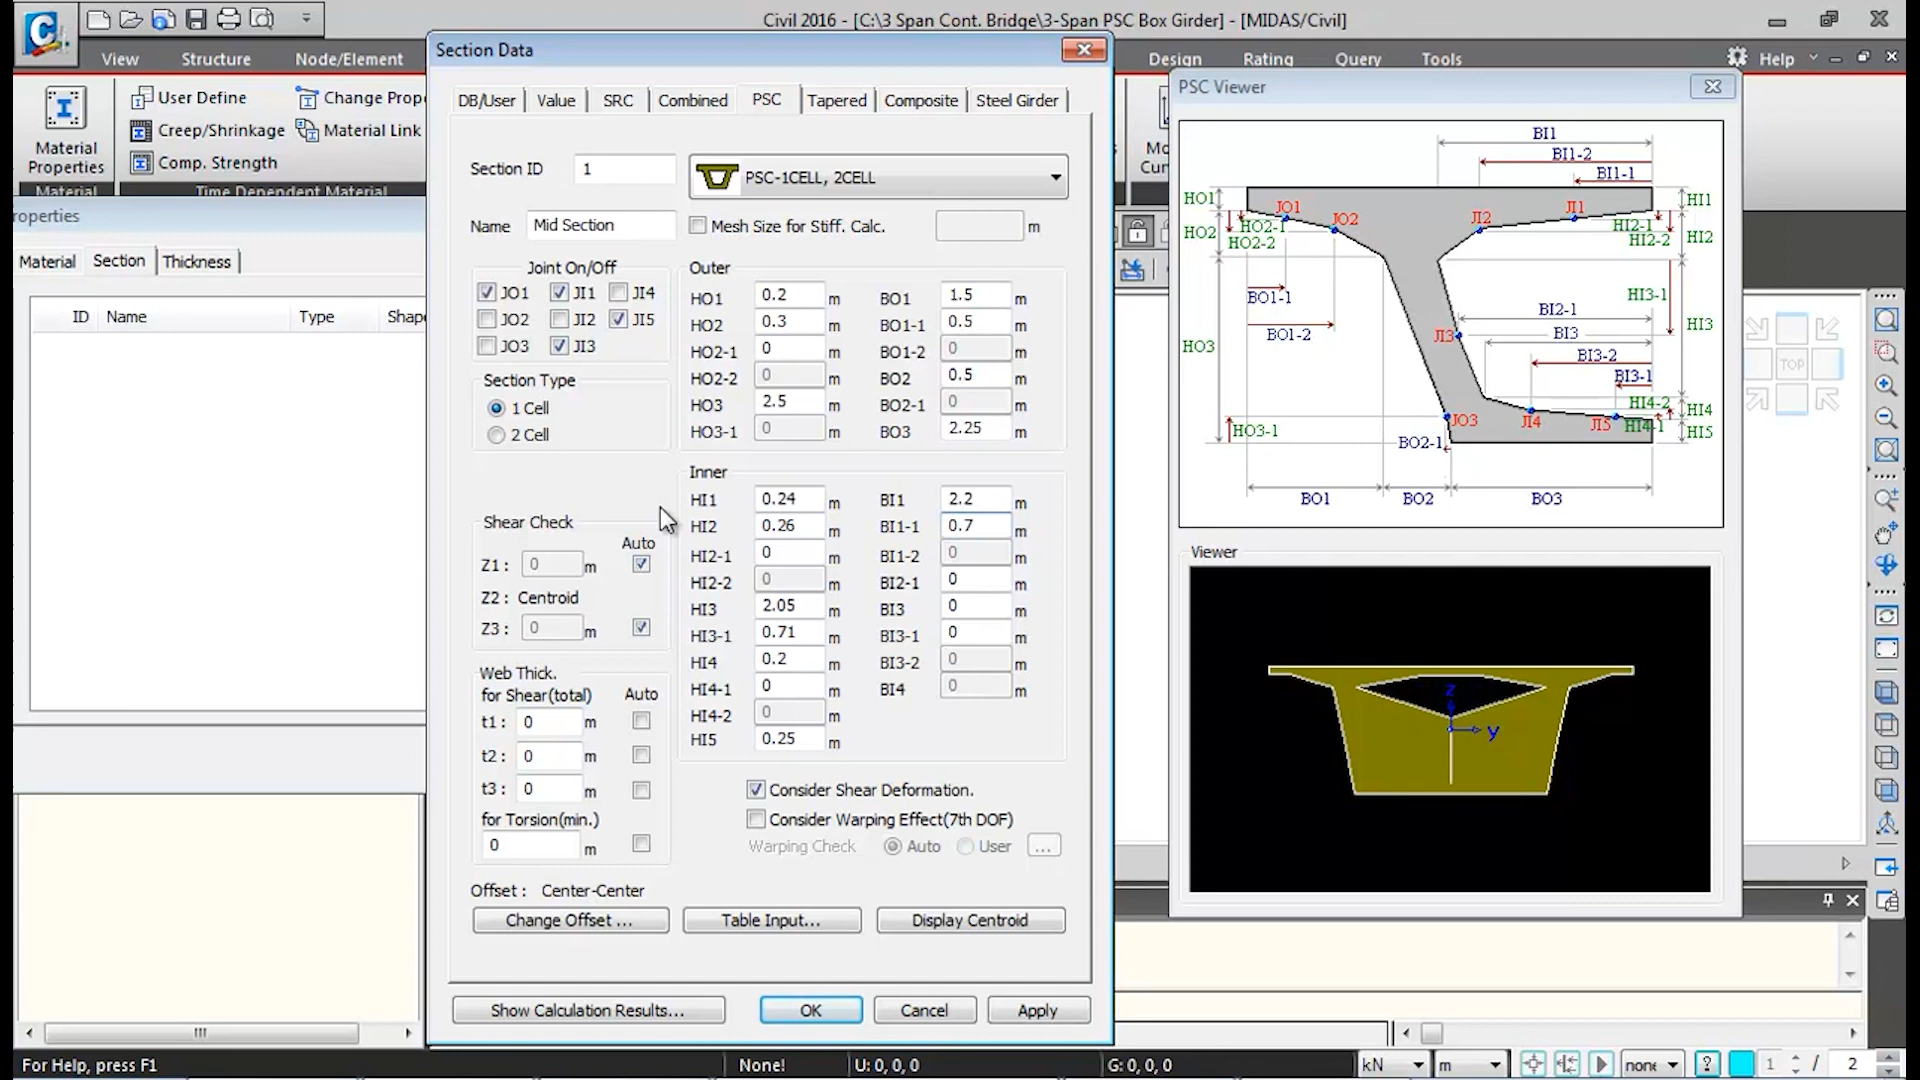 Civil 2016 - [C:\3 Span Cont. Bridge\3-Span PSC Box Girder] - [MIDAS/Civil]
View Structure Node/Element Design Rating Query Tools Help
Material Properties
User Define
Creep/Shrinkage
Comp. Strength
Material Link
Material
Time Dependent Material
Material Section Thickness
ID Name Type
Section Data
DB/User Value SRC Combined PSC Tapered Composite Steel Girder
Section ID 1 PSC-1CELL, 2CELL
Name Mid Section Mesh Size for Stiff. Calc. m
Joint On/Off
JO1 JI1 JI4
JO2 JI2 JI5
JO3 JI3
Section Type
1 Cell
2 Cell
Shear Check
Auto
Z1 : 0 m
Z2 : Centroid
Z3 : 0 m
Web Thick.
for Shear(total) Auto
t1 : 0 m
t2 : 0 m
t3 : 0 m
for Torsion(min.)
0 m
Outer
HO1 0.2 m BO1 1.5 m
HO2 0.3 m BO1-1 0.5 m
HO2-1 0 m BO1-2 0 m
HO2-2 0 m BO2 0.5 m
HO3 2.5 m BO2-1 0 m
HO3-1 0 m BO3 2.25 m
Inner
HI1 0.24 m BI1 2.2 m
HI2 0.26 m BI1-1 0.7 m
HI2-1 0 m BI1-2 0 m
HI2-2 0 m BI2-1 0 m
HI3 2.05 m BI3 0 m
HI3-1 0.71 m BI3-1 0 m
HI4 0.2 m BI3-2 0 m
HI4-1 0 m BI4 0 m
HI4-2 0 m
HI5 0.25 m
Consider Shear Deformation.
Consider Warping Effect(7th DOF)
Warping Check Auto User ...
Offset : Center-Center
Change Offset ... Table Input... Display Centroid
Show Calculation Results... OK Cancel Apply
PSC Viewer
BI1
BI1-2
BI1-1
HO1 JO1 JO2 JI2 JI1 HI1
HO2 HO2-1 HI2-1
HO2-2 HI2-2 HI2
BO1-1 HI3-1
BO1-2 BI2-1
HO3 JI3 BI3 HI3
BI3-2
BI3-1
HI4-2 HI4
HO3-1 JO3 JI4 JI5 HI4-1 HI5
BO2-1
BO1 BO2 BO3
Viewer
z
y
TOP
For Help, press F1 None! U: 0, 0, 0 G: 0, 0, 0 kN m ? 1 / 2